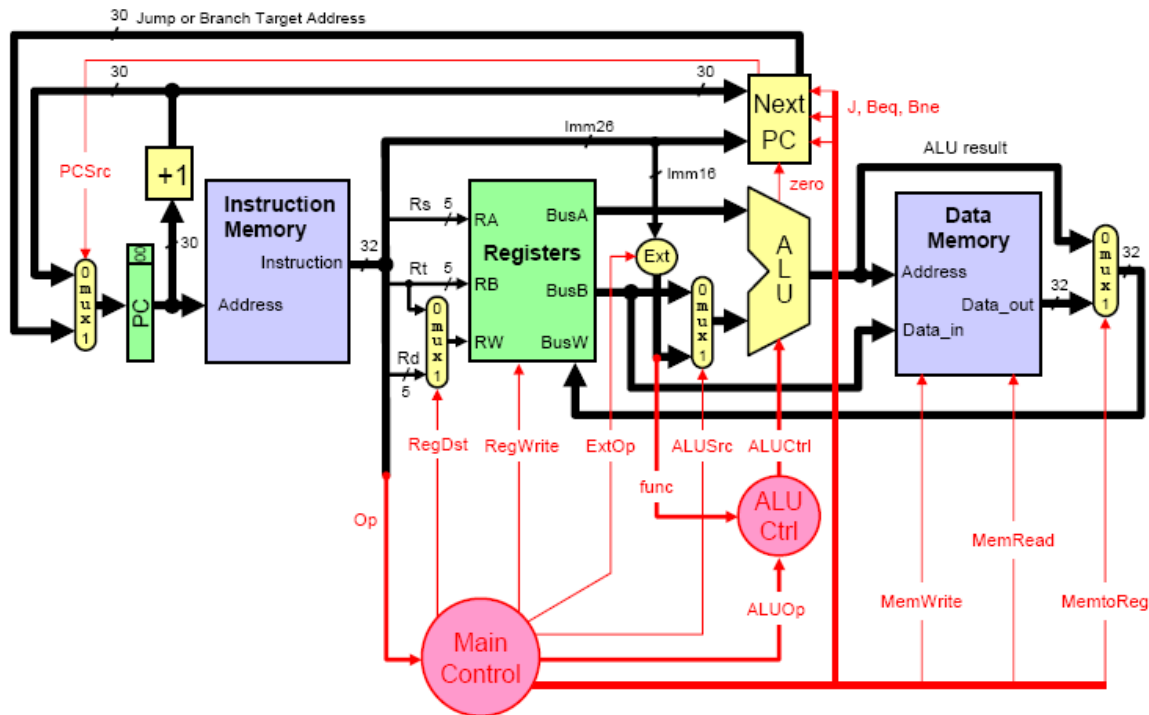 30 Jump or Branch Target Address
30
30
Next
PC
J, Beq, Bne
Imm26
Imm16
ALU result
PCSrc
+1
zero
Instruction
Memory
Instruction
Address
30
32
00
PC
0
m
u
x
1
Rs 5
Rt 5
Rd
5
0
m
u
x
1
RA
RB
RW
Registers
BusA
BusB
BusW
Ext
0
m
u
x
1
A
L
U
Data
Memory
Address
Data_out
Data_in
32
0
m
u
x
1
32
RegDst
RegWrite
ExtOp
ALUSrc
ALUCtrl
func
Op
ALU
Ctrl
ALUOp
MemRead
MemWrite
MemtoReg
Main
Control